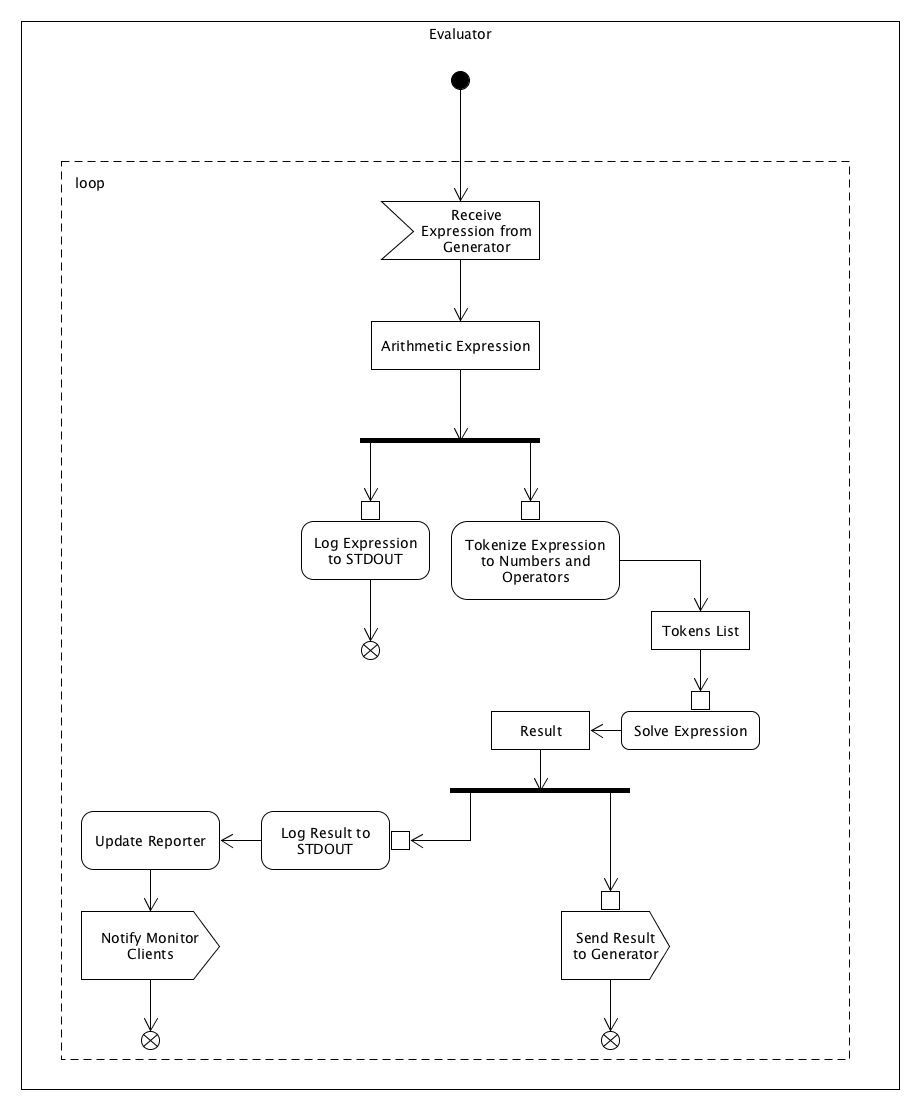 Evaluator
loop
Receive
Expression from
Generator
Arithmetic Expression
Log Expression
to STDOUT
Tokenize Expression
to Numbers and
Operators
Tokens List
Solve Expression
Result
Log Result to
STDOUT
Update Reporter
Notify Monitor
Clients
Send Result
to Generator